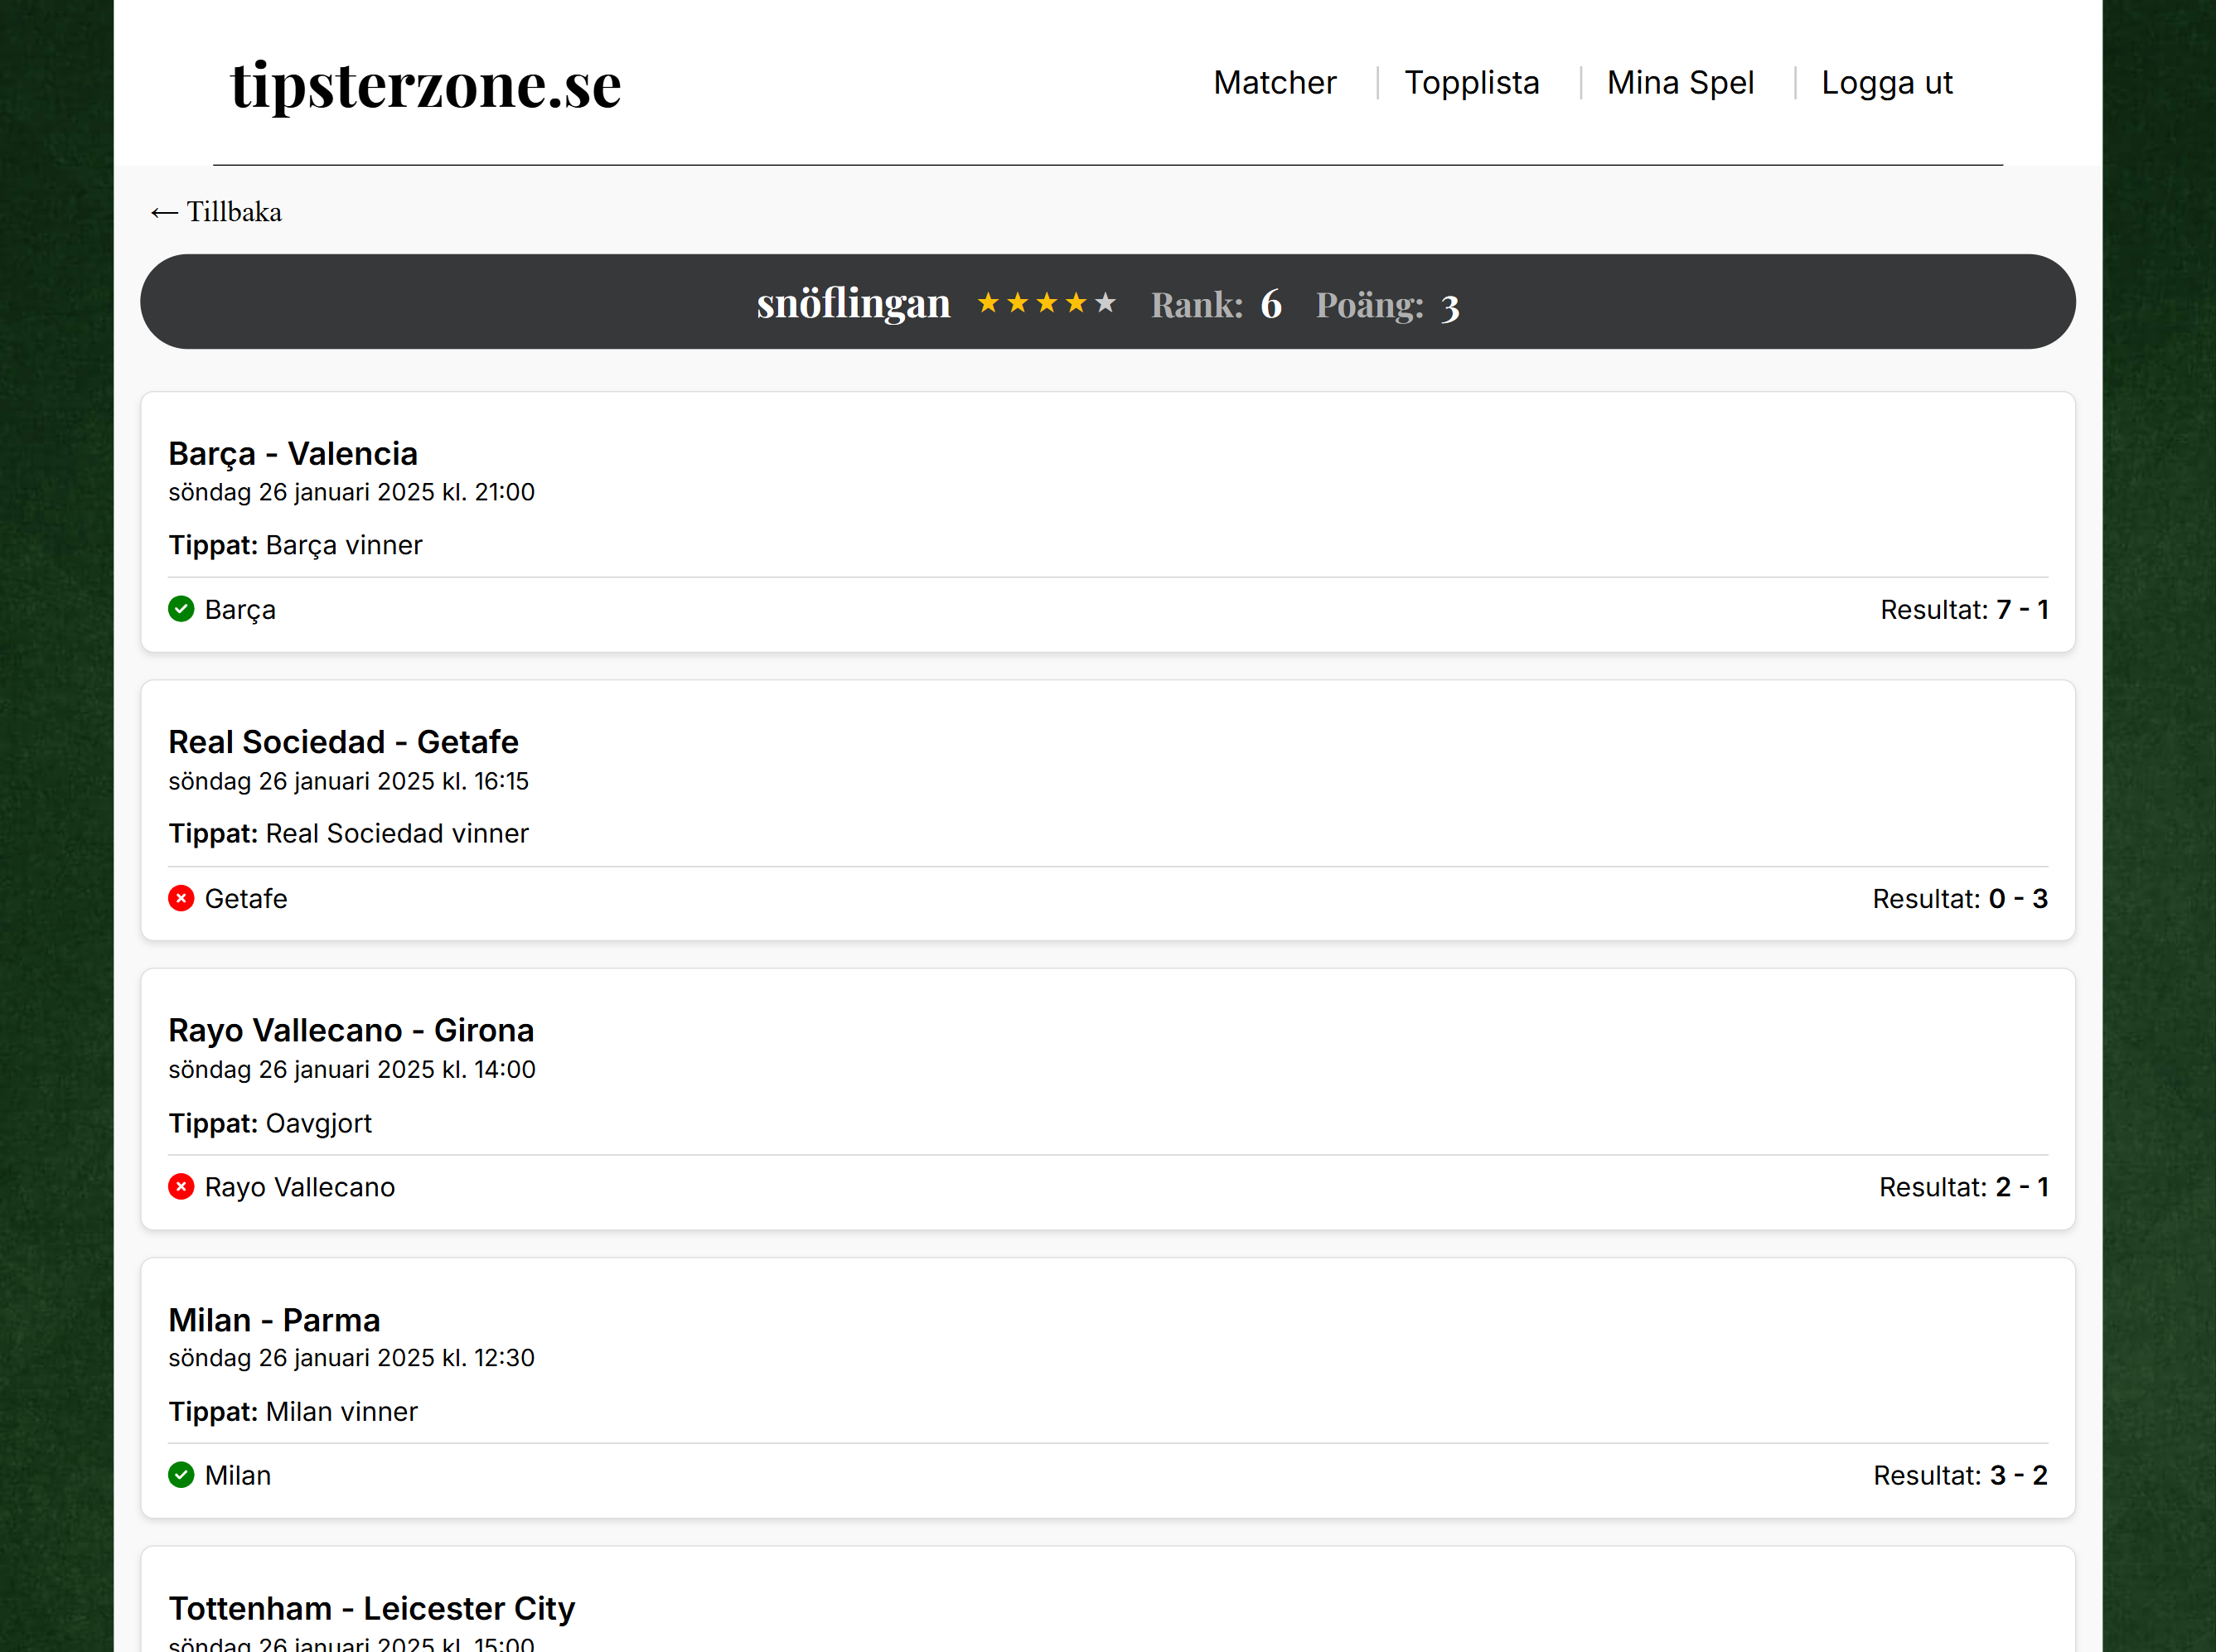 tipsterzone.se
Matcher
Topplista
Mina Spel
Logga ut
← Tillbaka
snöflingan ★★★★★ Rank: 6 Poäng: 3
Barça - Valencia
söndag 26 januari 2025 kl. 21:00
Tippat: Barça vinner
Barça
Resultat: 7 - 1
Real Sociedad - Getafe
söndag 26 januari 2025 kl. 16:15
Tippat: Real Sociedad vinner
Getafe
Resultat: 0 - 3
Rayo Vallecano - Girona
söndag 26 januari 2025 kl. 14:00
Tippat: Oavgjort
Rayo Vallecano
Resultat: 2 - 1
Milan - Parma
söndag 26 januari 2025 kl. 12:30
Tippat: Milan vinner
Milan
Resultat: 3 - 2
Tottenham - Leicester City
söndag 26 januari 2025 kl. 15:00